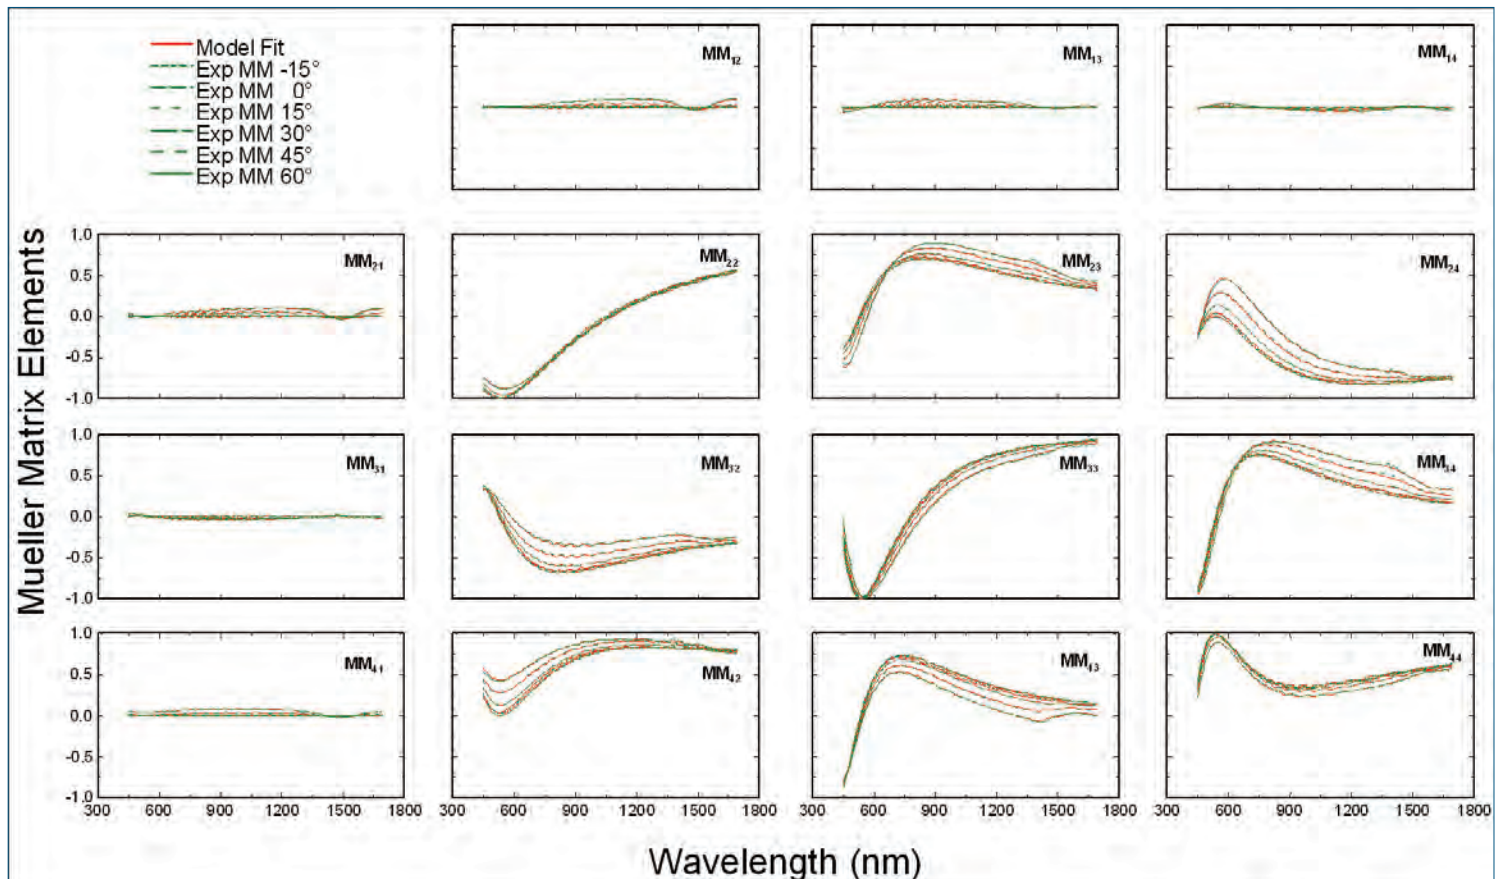 Model Fit
Exp MM -15°
Exp MM 0°
Exp MM 15°
Exp MM 30°
Exp MM 45°
Exp MM 60°
MM12
MM13
MM14
Mueller Matrix Elements
1.0
0.5
0.0
-0.5
-1.0
MM21
MM22
MM23
MM24
1.0
0.5
0.0
-0.5
-1.0
MM31
MM32
MM33
MM34
1.0
0.5
0.0
-0.5
-1.0
MM41
MM42
MM43
MM44
300 600 900 1200 1500 1800
300 600 900 1200 1500 1800
300 600 900 1200 1500 1800
300 600 900 1200 1500 1800
Wavelength (nm)